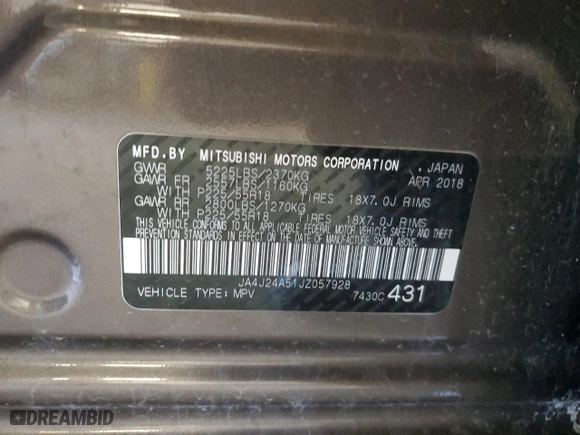 MFD.BY MITSUBISHI MOTORS CORPORATION , JAPAN
GVWR 5225LBS/2370KG APR 2018
GAWR FR 2557LBS/1160KG
WITH P225/55R18 TIRES 18X7.0J RIMS
GAWR RR 2800LBS/1270KG
WITH P225/55R18 TIRES 18X7.0J RIMS
THIS VEHICLE CONFORMS TO ALL APPLICABLE FEDERAL MOTOR VEHICLE SAFETY AND THEFT
PREVENTION STANDARDS IN EFFECT ON THE DATE OF MANUFACTURE SHOWN ABOVE.
JA4J24A51JZ057928
VEHICLE TYPE: MPV 7430C 431
DREAMBID